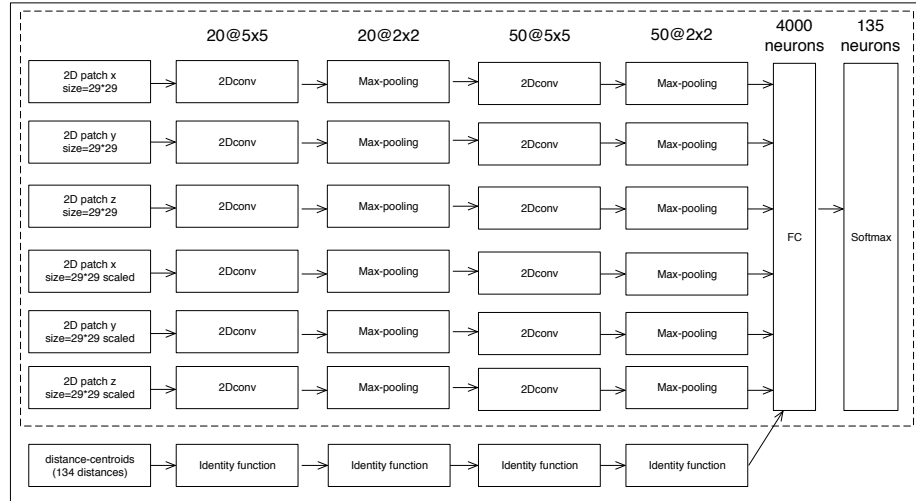 20@5x5 20@2x2 50@5x5 50@2x2 4000 neurons 135 neurons
2D patch x
size=29*29
2Dconv
Max-pooling
2Dconv
Max-pooling
2D patch y
size=29*29
2Dconv
Max-pooling
2Dconv
Max-pooling
2D patch z
size=29*29
2Dconv
Max-pooling
2Dconv
Max-pooling
FC
Softmax
2D patch x
size=29*29 scaled
2Dconv
Max-pooling
2Dconv
Max-pooling
2D patch y
size=29*29 scaled
2Dconv
Max-pooling
2Dconv
Max-pooling
2D patch z
size=29*29 scaled
2Dconv
Max-pooling
2Dconv
Max-pooling
distance-centroids
(134 distances)
Identity function
Identity function
Identity function
Identity function